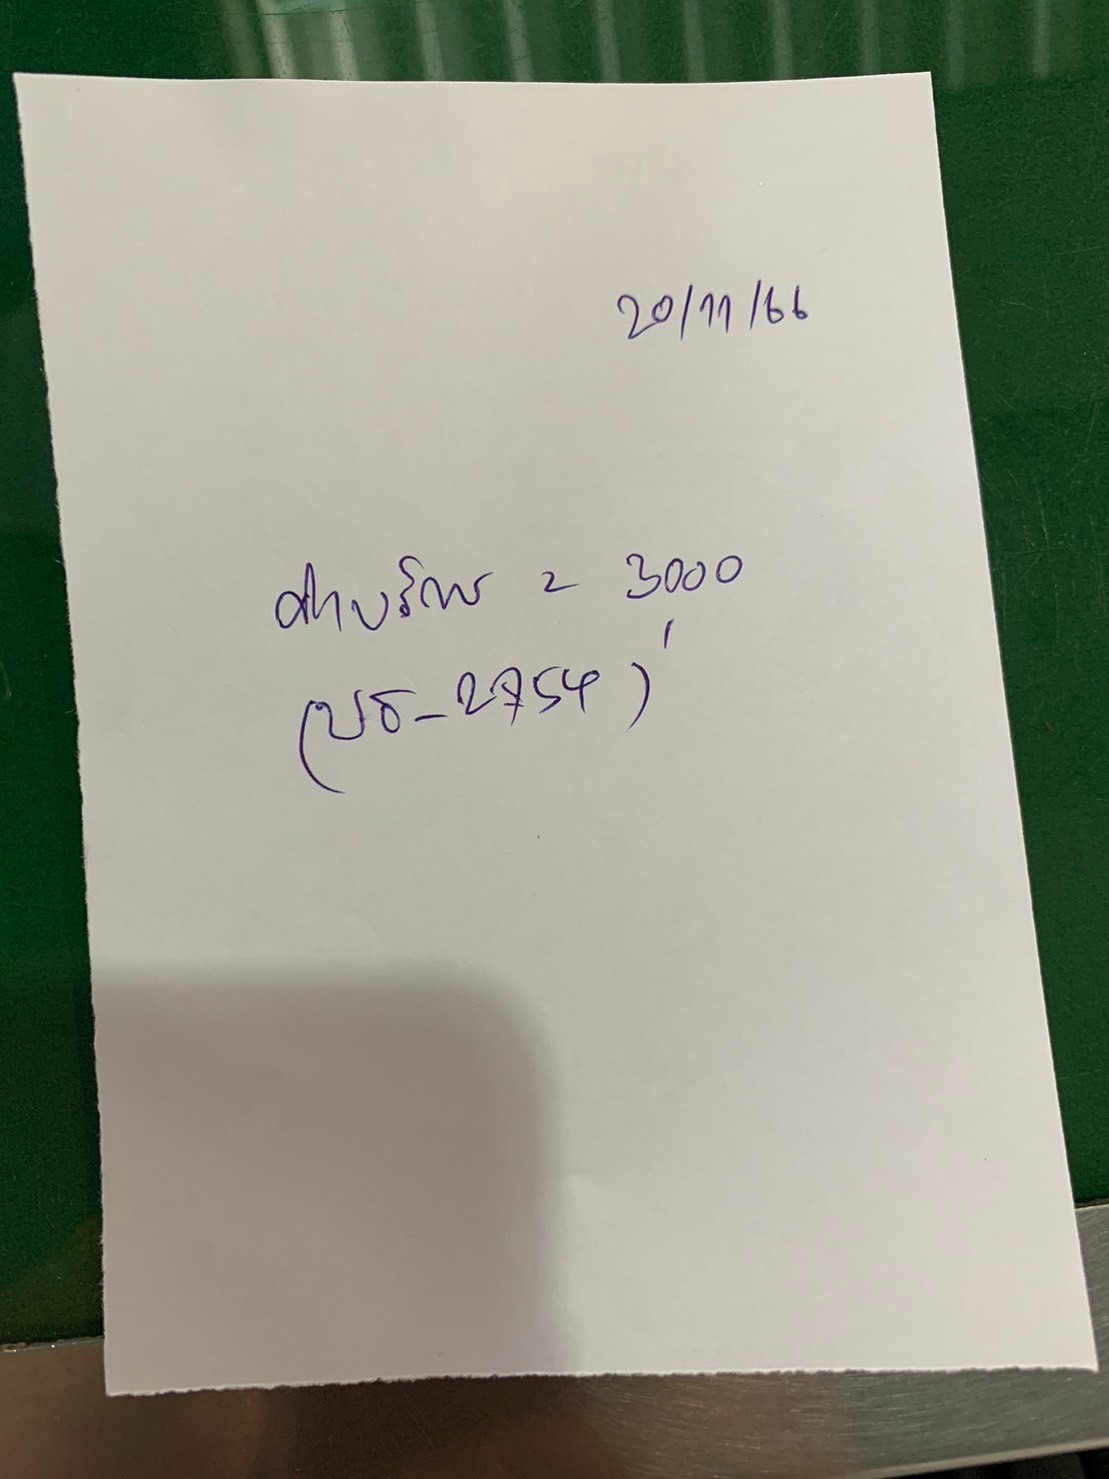 20/11/66
ค่าบริการ = 3000
(บธ-2754)